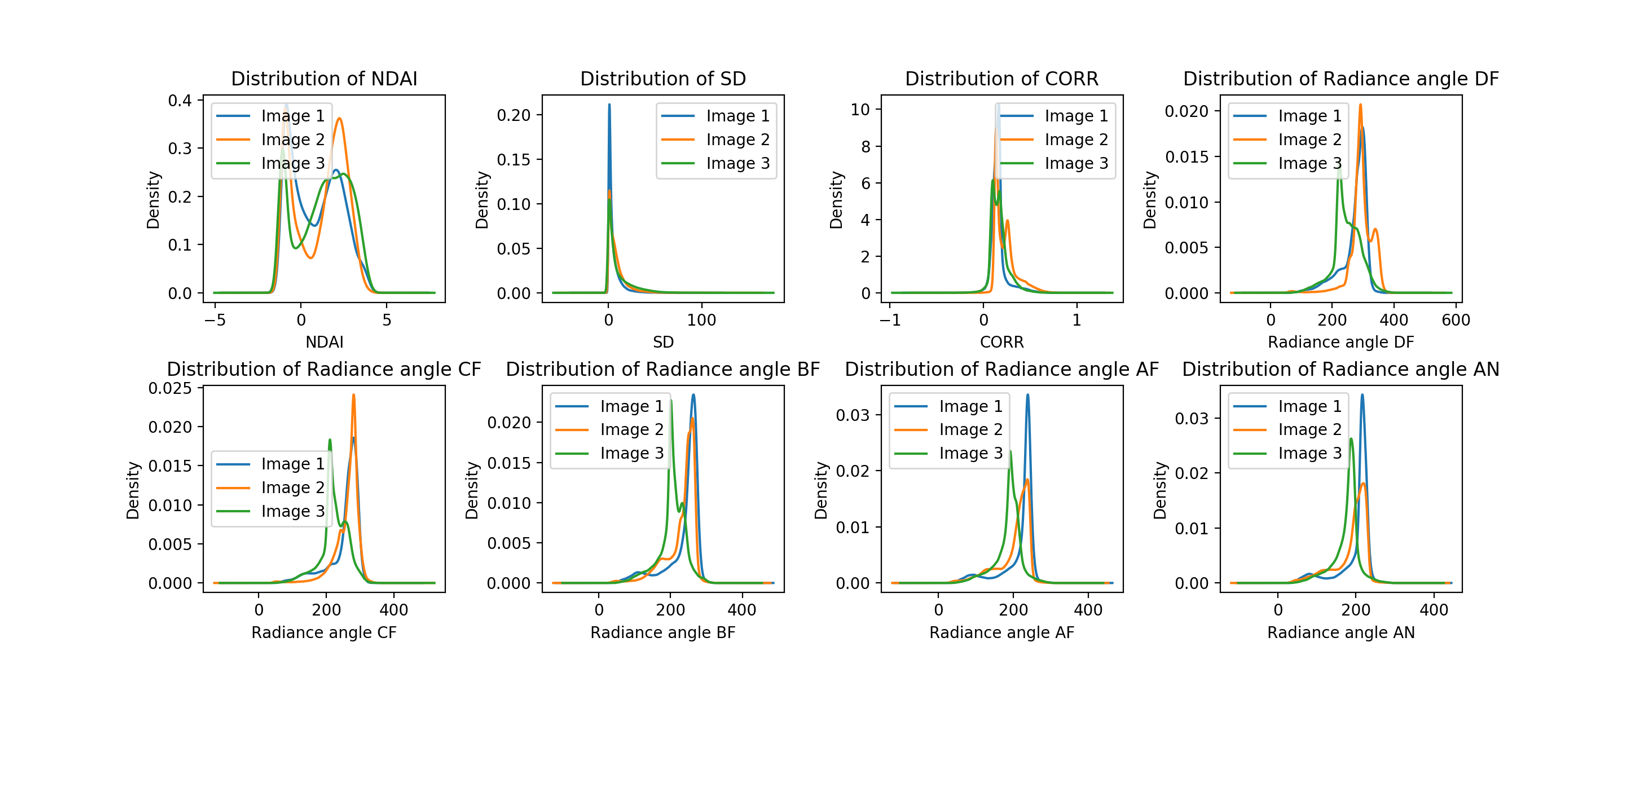 Distribution of NDAI
0.4
0.3
0.2
0.1
0.0
Density
Image 1
Image 2
Image 3
−5
0
5
NDAI
Distribution of SD
0.20
0.15
0.10
0.05
0.00
Density
Image 1
Image 2
Image 3
0
100
SD
Distribution of CORR
10
8
6
4
2
0
Density
Image 1
Image 2
Image 3
−1
0
1
CORR
Distribution of Radiance angle DF
0.020
0.015
0.010
0.005
0.000
Density
Image 1
Image 2
Image 3
0
200
400
600
Radiance angle DF
Distribution of Radiance angle CF
0.025
0.020
0.015
0.010
0.005
0.000
Density
Image 1
Image 2
Image 3
0
200
400
Radiance angle CF
Distribution of Radiance angle BF
0.020
0.015
0.010
0.005
0.000
Density
Image 1
Image 2
Image 3
0
200
400
Radiance angle BF
Distribution of Radiance angle AF
0.03
0.02
0.01
0.00
Density
Image 1
Image 2
Image 3
0
200
400
Radiance angle AF
Distribution of Radiance angle AN
0.03
0.02
0.01
0.00
Density
Image 1
Image 2
Image 3
0
200
400
Radiance angle AN